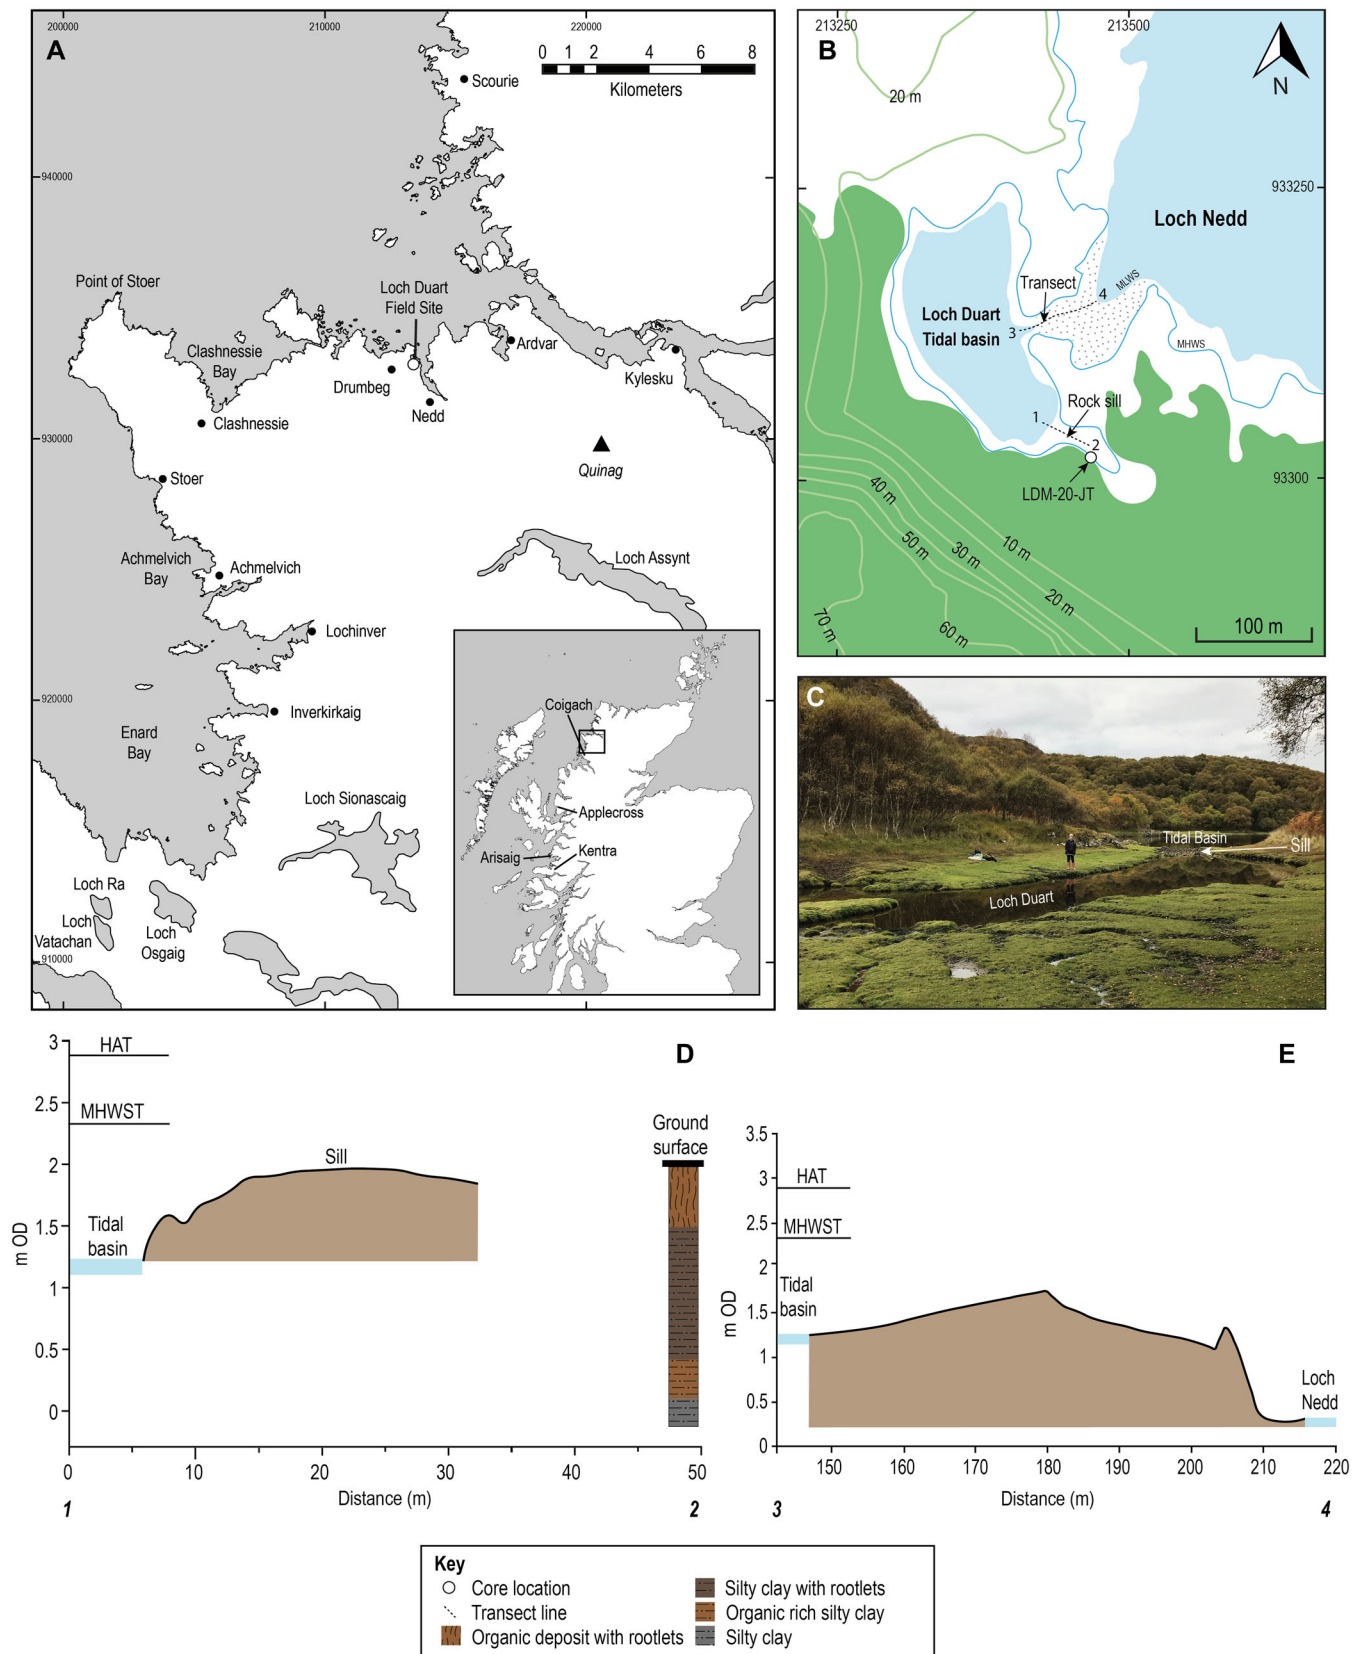 200000
210000
220000
A
0 1 2 4 6 8
Kilometers
Scourie
940000
Point of Stoer
Loch Duart
Field Site
Clashnessie
Bay
Ardvar
Drumbeg
Kylesku
Nedd
Clashnessie
930000
Quinag
Stoer
Achmelvich
Bay
Achmelvich
Loch Assynt
Lochinver
920000
Inverkirkaig
Enard
Bay
Loch Sionascaig
Loch Ra
Loch
Vatachan
Loch
Osgaig
910000
Coigach
Applecross
Arisaig
Kentra
213250
213500
B
N
20 m
933250
Loch Nedd
Transect
MLWS
4
3
Loch Duart
Tidal basin
MHWS
Rock sill
1
2
93300
LDM-20-JT
40 m
50 m
30 m
10 m
20 m
70 m
60 m
100 m
C
Tidal Basin
Sill
Loch Duart
D
3
HAT
2.5
MHWST
2
Sill
1.5
Tidal
basin
1
0.5
0
m OD
Ground
surface
0 10 20 30 40 50
Distance (m)
1
2
E
3.5
3
HAT
2.5
MHWST
2
Tidal
basin
1.5
1
0.5
0
m OD
Loch
Nedd
150 160 170 180 190 200 210 220
Distance (m)
3
4
Key
Core location
Transect line
Organic deposit with rootlets
Silty clay with rootlets
Organic rich silty clay
Silty clay